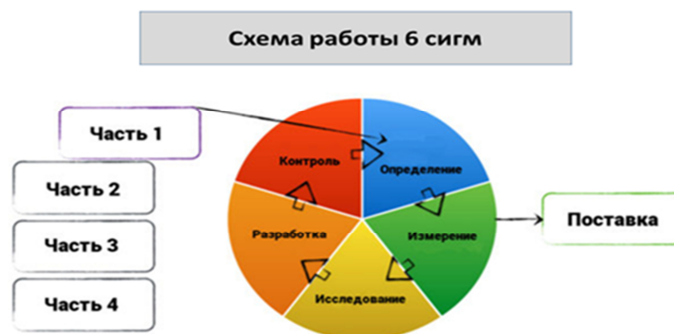 Схема работы 6 сигм
Часть 1
Часть 2
Часть 3
Часть 4
Контроль
Определение
Разработка
Измерение
Исследование
Поставка